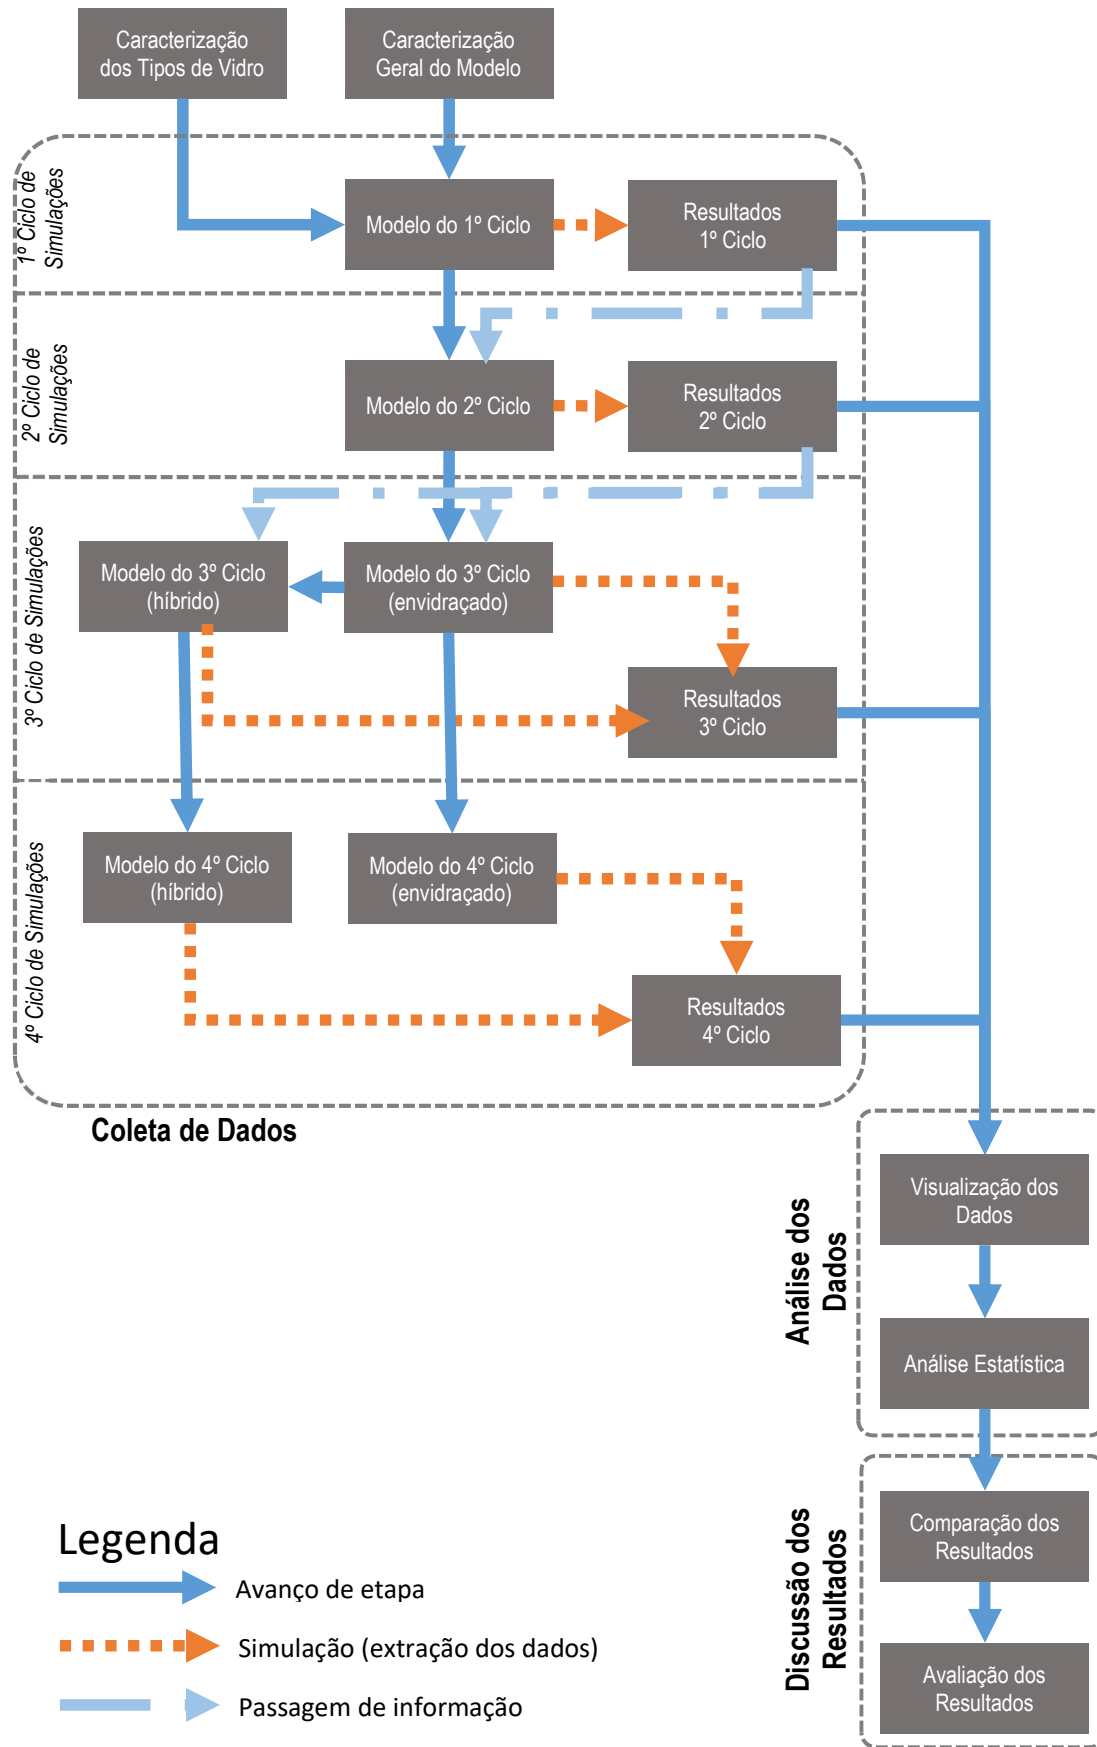 Caracterização
dos Tipos de Vidro
Caracterização
Geral do Modelo
1º Ciclo de
Simulações
Modelo do 1º Ciclo
Resultados
1º Ciclo
2º Ciclo de
Simulações
Modelo do 2º Ciclo
Resultados
2º Ciclo
3º Ciclo de Simulações
Modelo do 3º Ciclo
(híbrido)
Modelo do 3º Ciclo
(envidraçado)
Resultados
3º Ciclo
4º Ciclo de Simulações
Modelo do 4º Ciclo
(híbrido)
Modelo do 4º Ciclo
(envidraçado)
Resultados
4º Ciclo
Coleta de Dados
Análise dos
Dados
Visualização dos
Dados
Análise Estatística
Discussão dos
Resultados
Comparação dos
Resultados
Avaliação dos
Resultados
Legenda
Avanço de etapa
Simulação (extração dos dados)
Passagem de informação